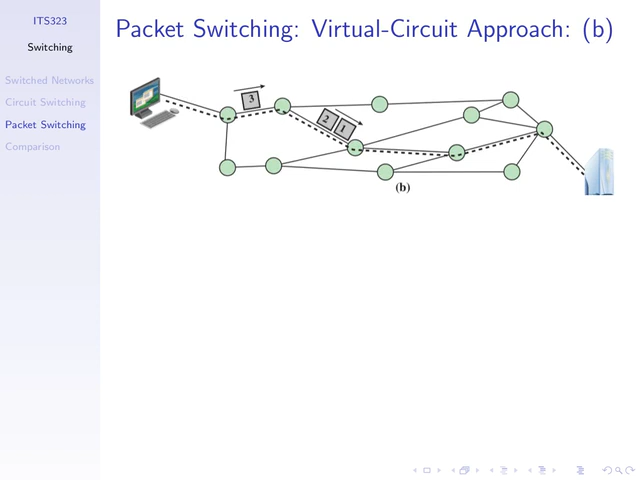 ITS323
Switching
Switched Networks
Circuit Switching
Packet Switching
Comparison
Packet Switching: Virtual-Circuit Approach: (b)
3
2
1
(b)